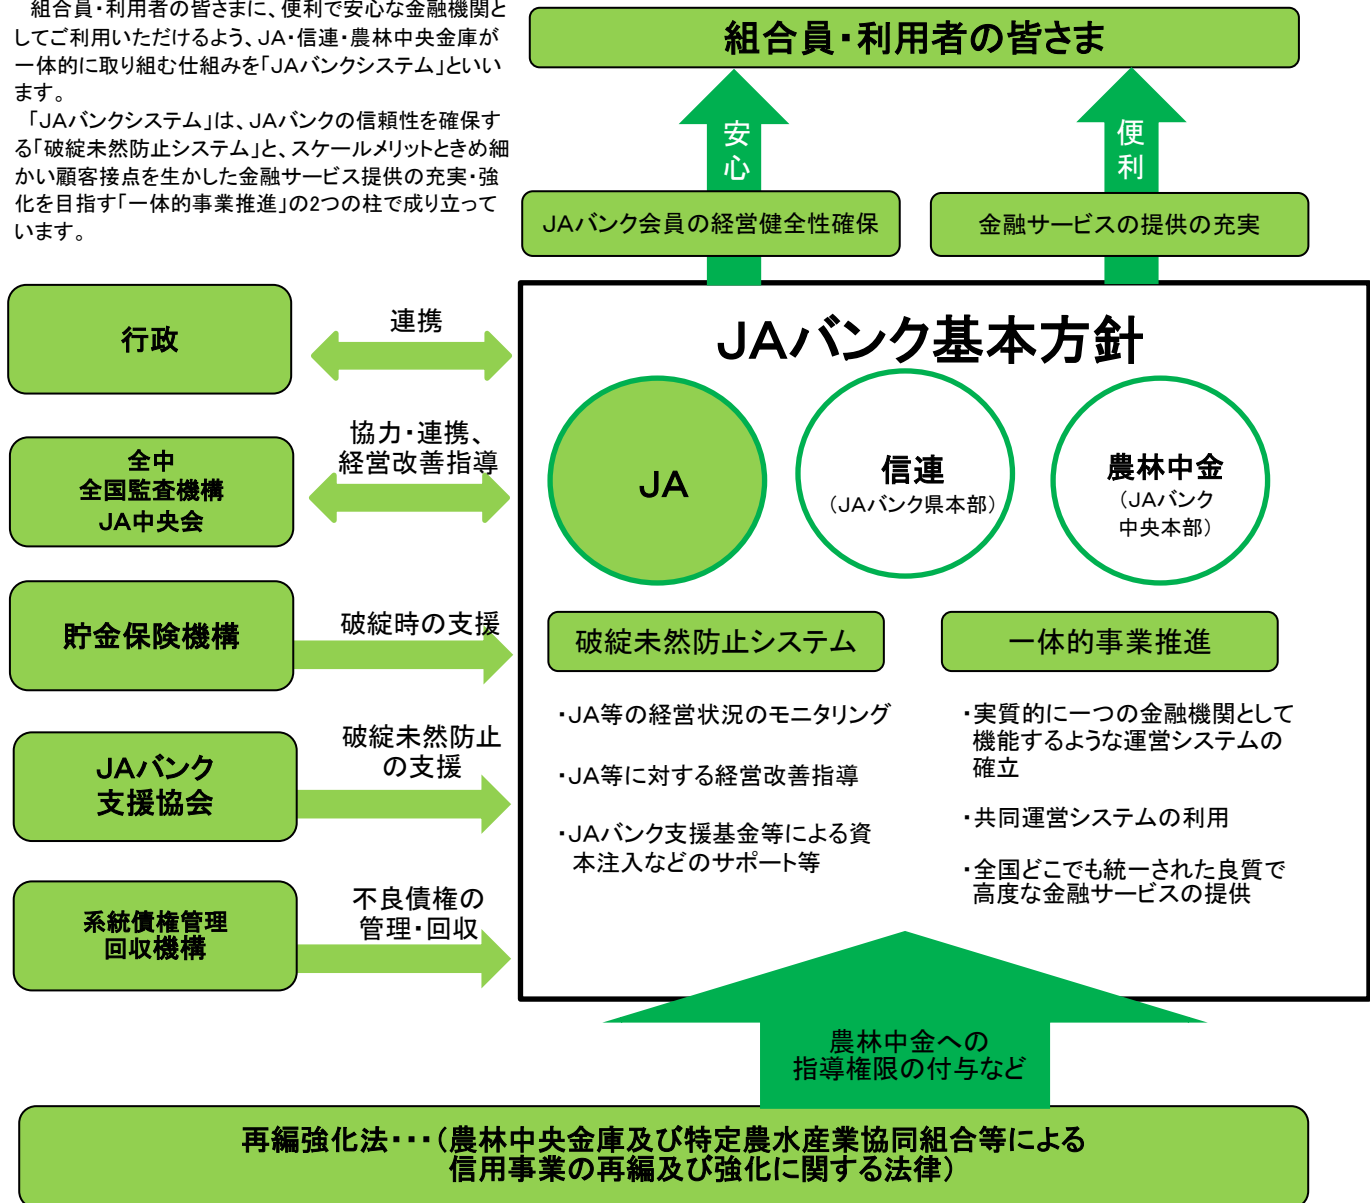 組合員・利用者の皆さまに、便利で安心な金融機関と
してご利用いただけるよう、JA・信連・農林中央金庫が
一体的に取り組む仕組みを「JAバンクシステム」といい
ます。
「JAバンクシステム」は、JAバンクの信頼性を確保す
る「破綻未然防止システム」と、スケールメリットときめ細
かい顧客接点を生かした金融サービス提供の充実・強
化を目指す「一体的事業推進」の2つの柱で成り立って
います。
組合員・利用者の皆さま
安心
便利
JAバンク会員の経営健全性確保
金融サービスの提供の充実
行政
連携
全中
全国監査機構
JA中央会
協力・連携、
経営改善指導
貯金保険機構
破綻時の支援
JAバンク
支援協会
破綻未然防止
の支援
系統債権管理
回収機構
不良債権の
管理・回収
JAバンク基本方針
JA
信連
（JAバンク県本部）
農林中金
（JAバンク
中央本部）
破綻未然防止システム
・JA等の経営状況のモニタリング
・JA等に対する経営改善指導
・JAバンク支援基金等による資
本注入などのサポート等
一体的事業推進
・実質的に一つの金融機関として
機能するような運営システムの
確立
・共同運営システムの利用
・全国どこでも統一された良質で
高度な金融サービスの提供
農林中金への
指導権限の付与など
再編強化法・・・（農林中央金庫及び特定農水産業協同組合等による
信用事業の再編及び強化に関する法律）